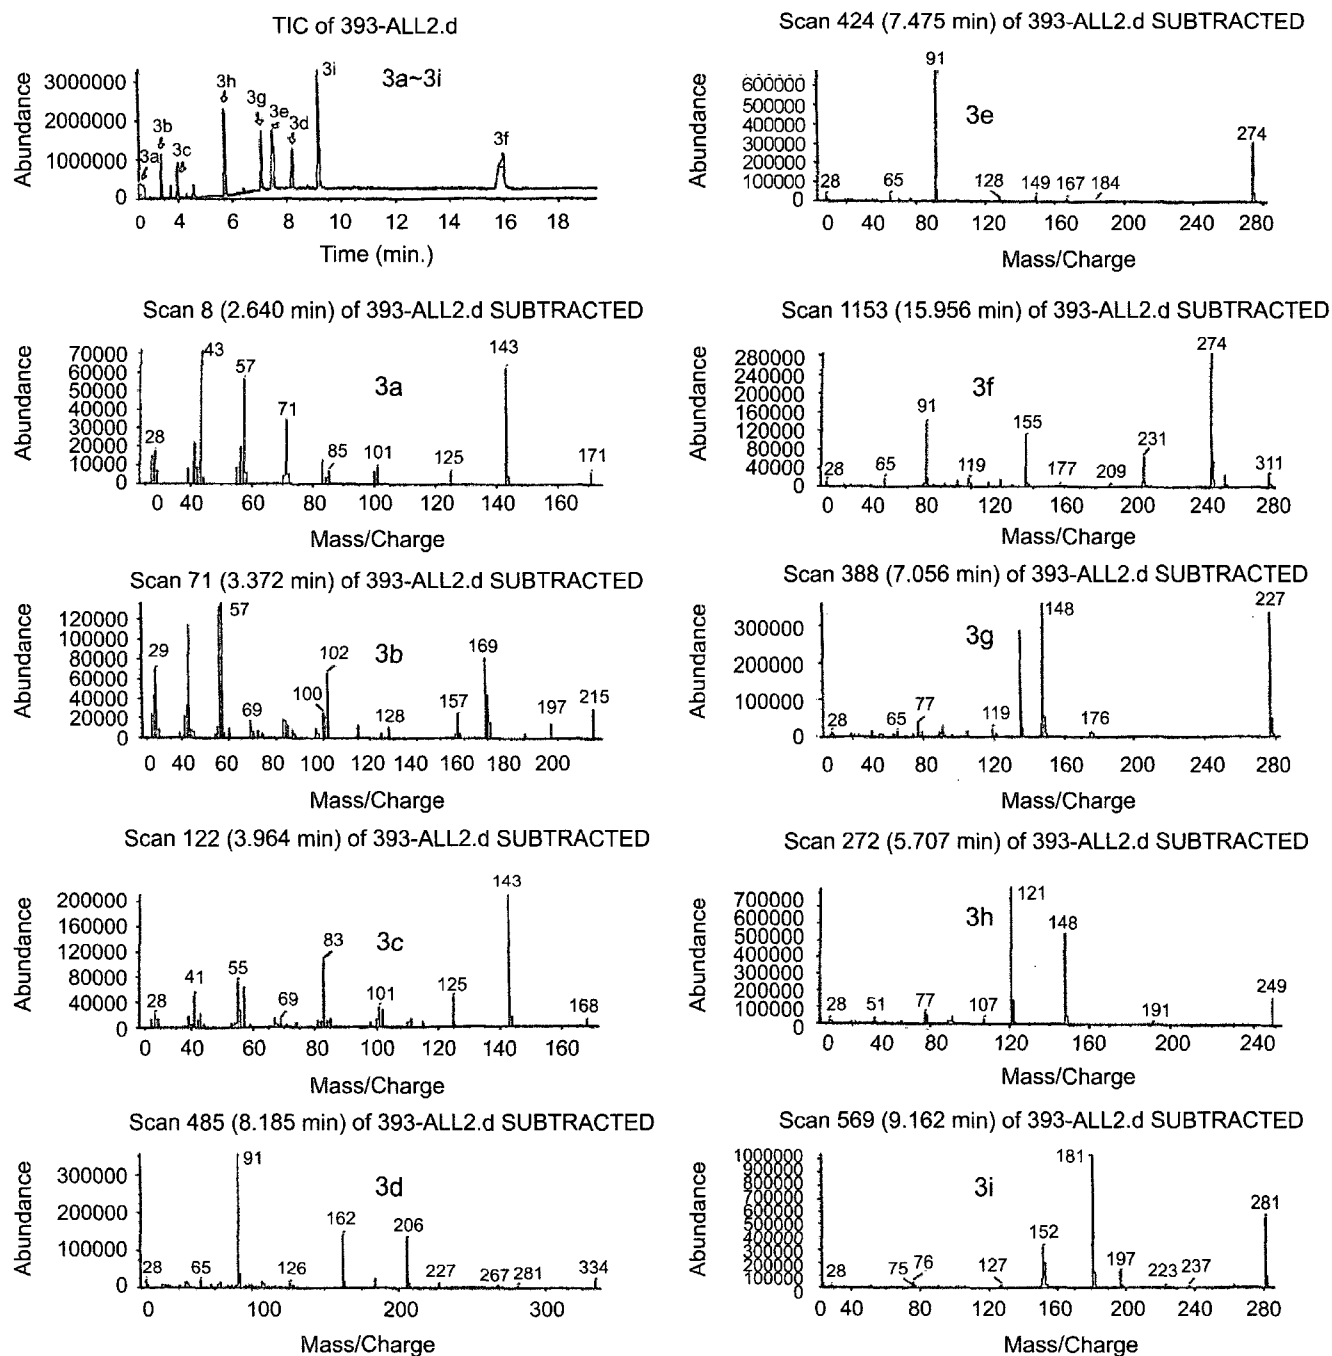 TIC of 393-ALL2.d
Abundance
3000000
2000000
1000000
0
3a
3b
3c
3h
3g
3e
3d
3i
3a~3i
3f
0 4 6 8 10 12 14 16 18
Time (min.)
Scan 8 (2.640 min) of 393-ALL2.d SUBTRACTED
Abundance
70000
60000
50000
40000
30000
20000
10000
0
28 43 57 71 85 101 125 143 171
3a
0 40 60 80 100 120 140 160
Mass/Charge
Scan 71 (3.372 min) of 393-ALL2.d SUBTRACTED
Abundance
120000
100000
80000
60000
40000
20000
0
29 57 69 100 102 128 157 169 197 215
3b
0 40 60 80 100 120 140 160 180 200
Mass/Charge
Scan 122 (3.964 min) of 393-ALL2.d SUBTRACTED
Abundance
200000
160000
120000
80000
40000
0
28 41 55 69 83 101 125 143 168
3c
0 40 60 80 100 120 140 160
Mass/Charge
Scan 485 (8.185 min) of 393-ALL2.d SUBTRACTED
Abundance
300000
200000
100000
0
28 65 91 126 162 206 227 267 281 334
3d
0 100 200 300
Mass/Charge
Scan 424 (7.475 min) of 393-ALL2.d SUBTRACTED
Abundance
600000
500000
400000
300000
200000
100000
0
28 65 91 128 149 167 184 274
3e
0 40 80 120 160 200 240 280
Mass/Charge
Scan 1153 (15.956 min) of 393-ALL2.d SUBTRACTED
Abundance
280000
240000
200000
160000
120000
80000
40000
0
28 65 91 119 155 177 209 231 274 311
3f
0 40 80 120 160 200 240 280
Mass/Charge
Scan 388 (7.056 min) of 393-ALL2.d SUBTRACTED
Abundance
300000
200000
100000
0
28 65 77 119 148 176 227
3g
0 40 80 120 160 200 240 280
Mass/Charge
Scan 272 (5.707 min) of 393-ALL2.d SUBTRACTED
Abundance
700000
600000
500000
400000
300000
200000
100000
0
28 51 77 107 121 148 191 249
3h
0 40 80 120 160 200 240
Mass/Charge
Scan 569 (9.162 min) of 393-ALL2.d SUBTRACTED
Abundance
1000000
900000
800000
700000
600000
500000
400000
300000
200000
100000
0
28 75 76 127 152 181 197 223 237 281
3i
0 40 80 120 160 200 240 280
Mass/Charge